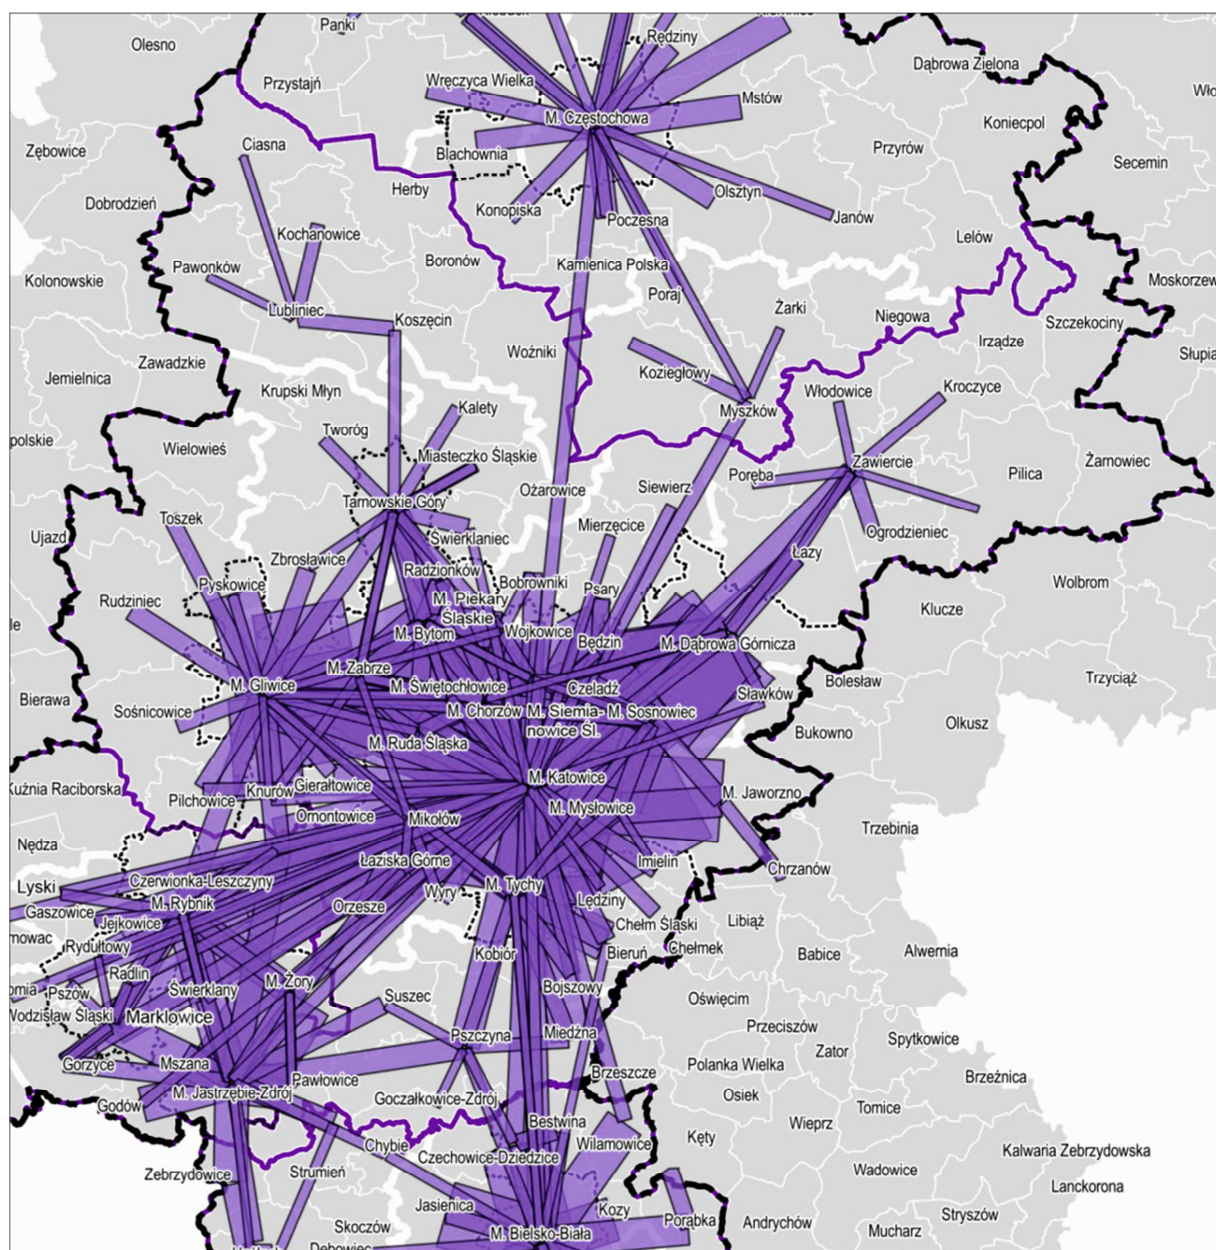 Panki
Olesno
Rędziny
Dąbrowa Zielona
Przystajń
Wręczyca Wielka
Mstów
M. Częstochowa
Koniecpol
Zębowice
Ciasna
Blachownia
Przyrów
Secemin
Herby
Olsztyn
Dobrodzień
Konopiska
Poczesna
Janów
Kochanowice
Lelów
Pawonków
Boronów
Kamienica Polska
Kolonowskie
Moskorzew
Poraj
Lubliniec
Żarki
Koszęcin
Niegowa
Szczekociny
Woźniki
Irządze
Zawadzkie
Słupia
Jemielnica
Koziegłowy
Krupski Młyn
Włodowice
Kroczyce
Kalety
Myszków
Tworóg
polskie
Wielowieś
Miasteczko Śląskie
Zawiercie
Żarnowiec
Poręba
Pilica
Siewierz
Ożarowice
Tarnowskie Góry
Toszek
Mierzęcice
Ogrodzieniec
Ujazd
Świerklaniec
Łazy
Zbrosławice
Radzionków
Wolbrom
Pyskowice
Bobrowniki
Psary
M. Piekary
Śląskie
Rudziniec
Klucze
M. Bytom
Wojkowice
Będzin
M. Dąbrowa Górnicza
M. Zabrze
Trzyciąż
Bolesław
M. Gliwice
M. Świętochłowice
Czeladź
Sławków
Bierawa
Sośnicowice
M. Chorzów
M. Siemia-
nowice Śl.
M. Sosnowiec
Olkusz
Bukowno
M. Ruda Śląska
M. Katowice
Kuźnia Raciborska
Gierałtowice
Knurów
Pilchowice
M. Jaworzno
M. Mysłowice
Ornontowice
Mikołów
Trzebinia
Nędza
Łaziska Górne
Imielin
Chrzanów
Lyski
Czerwionka-Leszczyny
Wyry
M. Tychy
Lędziny
M. Rybnik
Orzesze
Gaszowice
Jejkowice
Chełm Śląski
Libiąż
Rydułtowy
Kobiór
Bieruń
Chełmek
Babice
Alwernia
Radlin
M. Żory
Pszów
Świerklany
Bojszowy
Suszec
Oświęcim
Wodzisław Śląski
Marklowice
Pszczyna
Miedźna
Przeciszów
Spytkowice
Zator
Gorzyce
Mszana
Polanka Wielka
Brzeszcze
Brzeźnica
Pawłowice
M. Jastrzębie-Zdrój
Osiek
Goczałkowice-Zdrój
Godów
Tomice
Bestwina
Wieprz
Chybie
Wilamowice
Kęty
Czechowice-Dziedzice
Kalwaria Zebrzydowska
Zebrzydowice
Strumień
Wadowice
Lanckorona
Jasienica
Kozy
Porąbka
Stryszów
Skoczów
Andrychów
M. Bielsko-Biała
Mucharz
Dębowiec